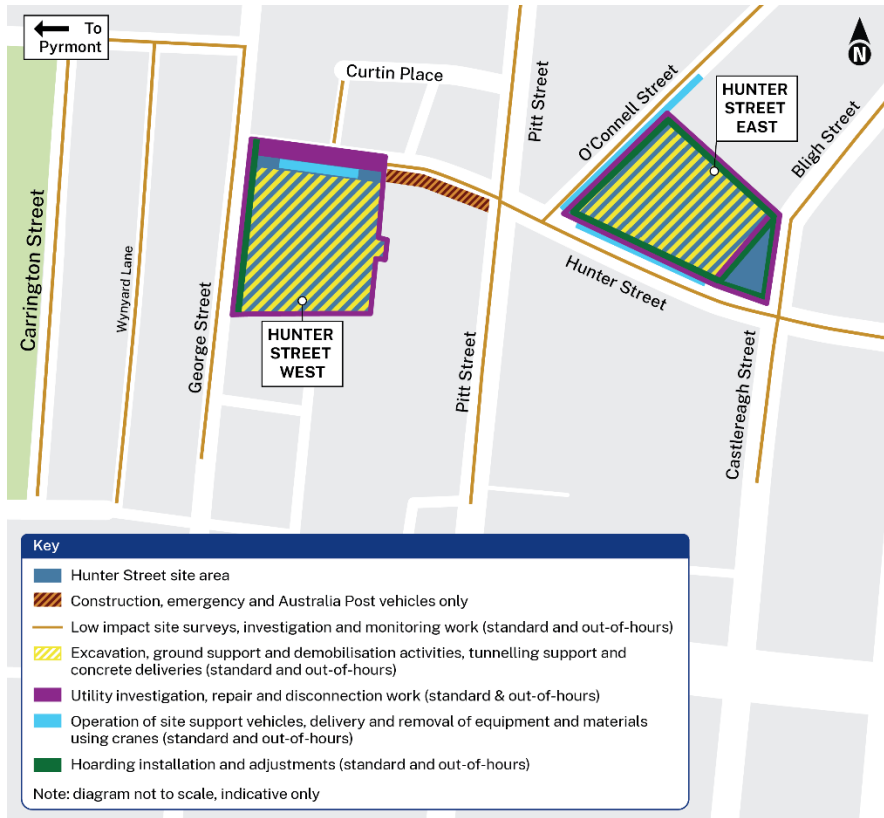 To
Pyrmont
N
Curtin Place
Pitt Street
O'Connell Street
HUNTER
STREET
EAST
Bligh Street
Carrington Street
Wynyard Lane
George Street
HUNTER
STREET
WEST
Pitt Street
Hunter Street
Castlereagh Street
Key
Hunter Street site area
Construction, emergency and Australia Post vehicles only
Low impact site surveys, investigation and monitoring work (standard and out-of-hours)
Excavation, ground support and demobilisation activities, tunnelling support and
concrete deliveries (standard and out-of-hours)
Utility investigation, repair and disconnection work (standard & out-of-hours)
Operation of site support vehicles, delivery and removal of equipment and materials
using cranes (standard and out-of-hours)
Hoarding installation and adjustments (standard and out-of-hours)
Note: diagram not to scale, indicative only